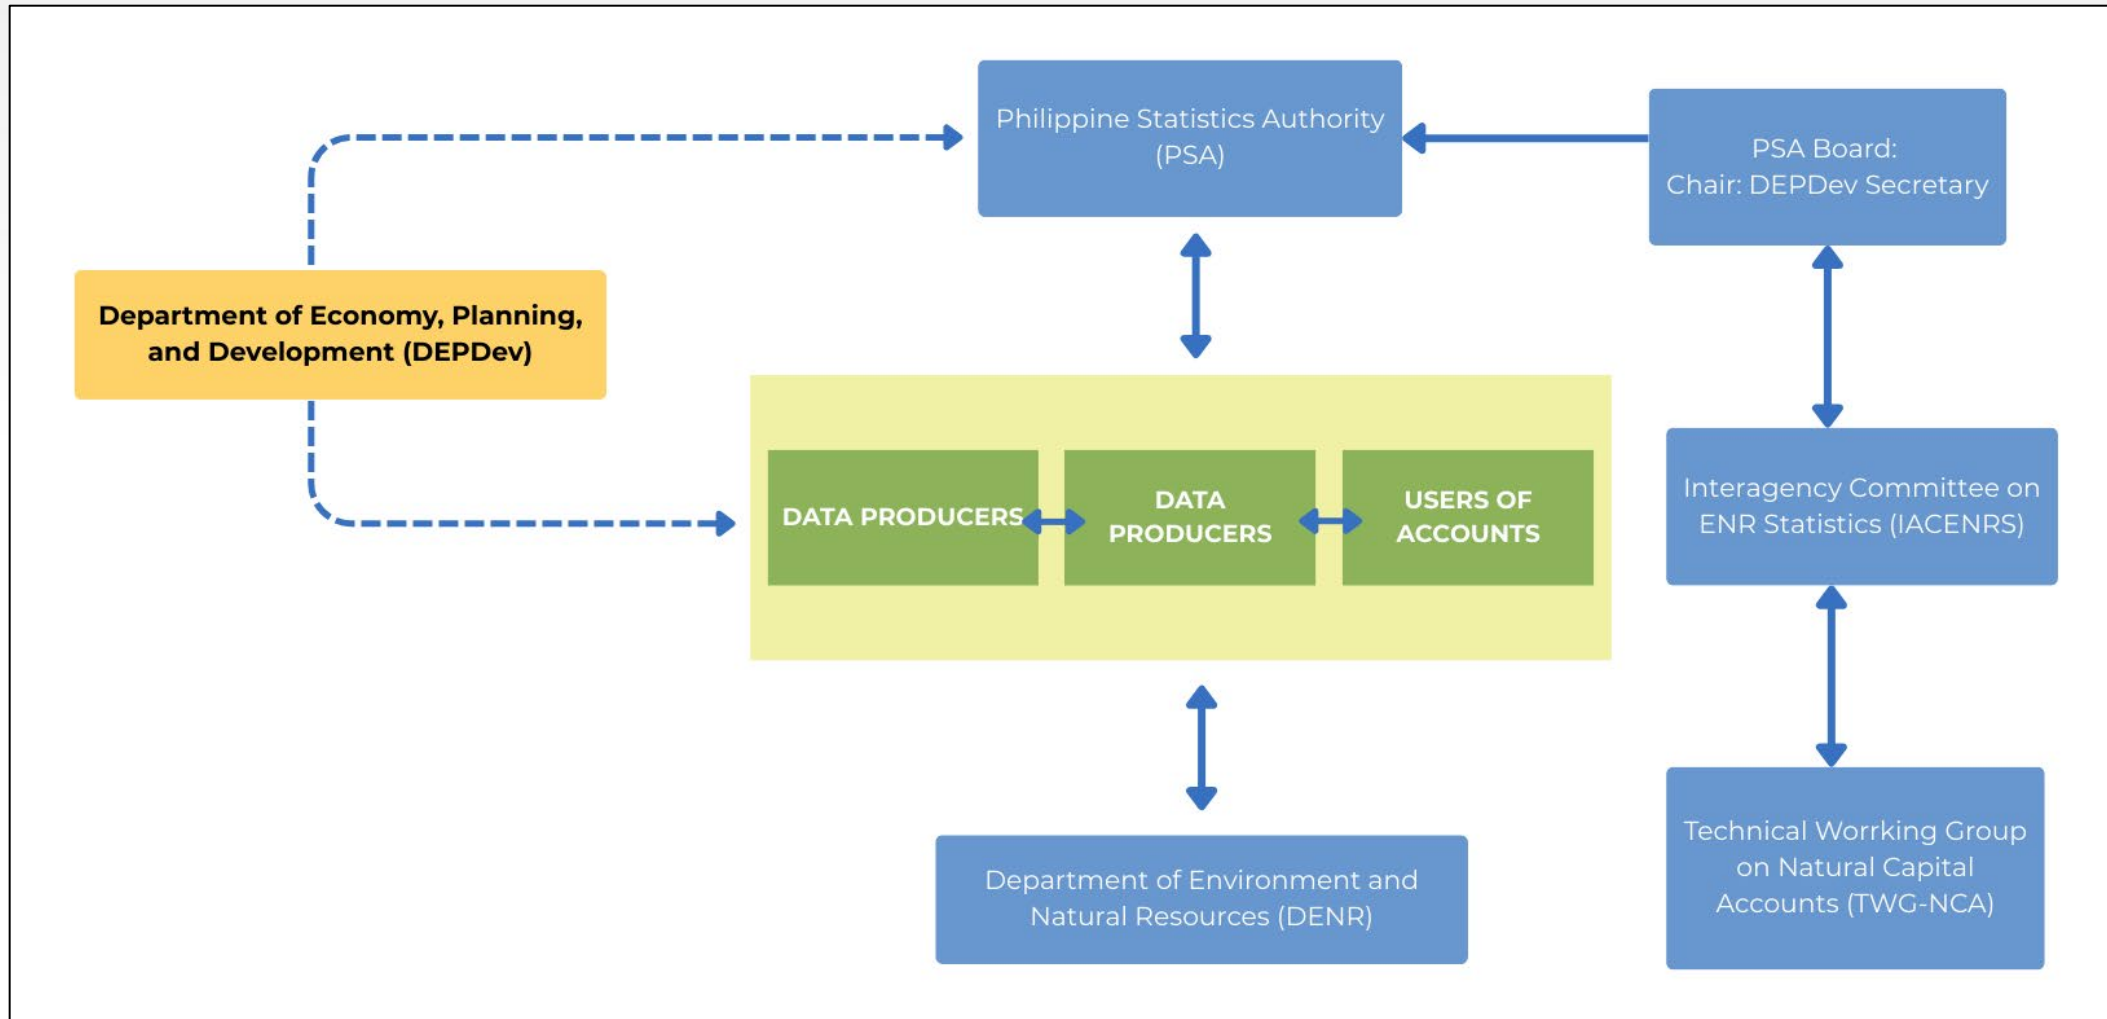 Philippine Statistics Authority
(PSA)
PSA Board:
Chair: DEPDev Secretary
Department of Economy, Planning,
and Development (DEPDev)
DATA PRODUCERS
DATA
PRODUCERS
USERS OF
ACCOUNTS
Interagency Committee on
ENR Statistics (IACENRS)
Department of Environment and
Natural Resources (DENR)
Technical Worrking Group
on Natural Capital
Accounts (TWG-NCA)